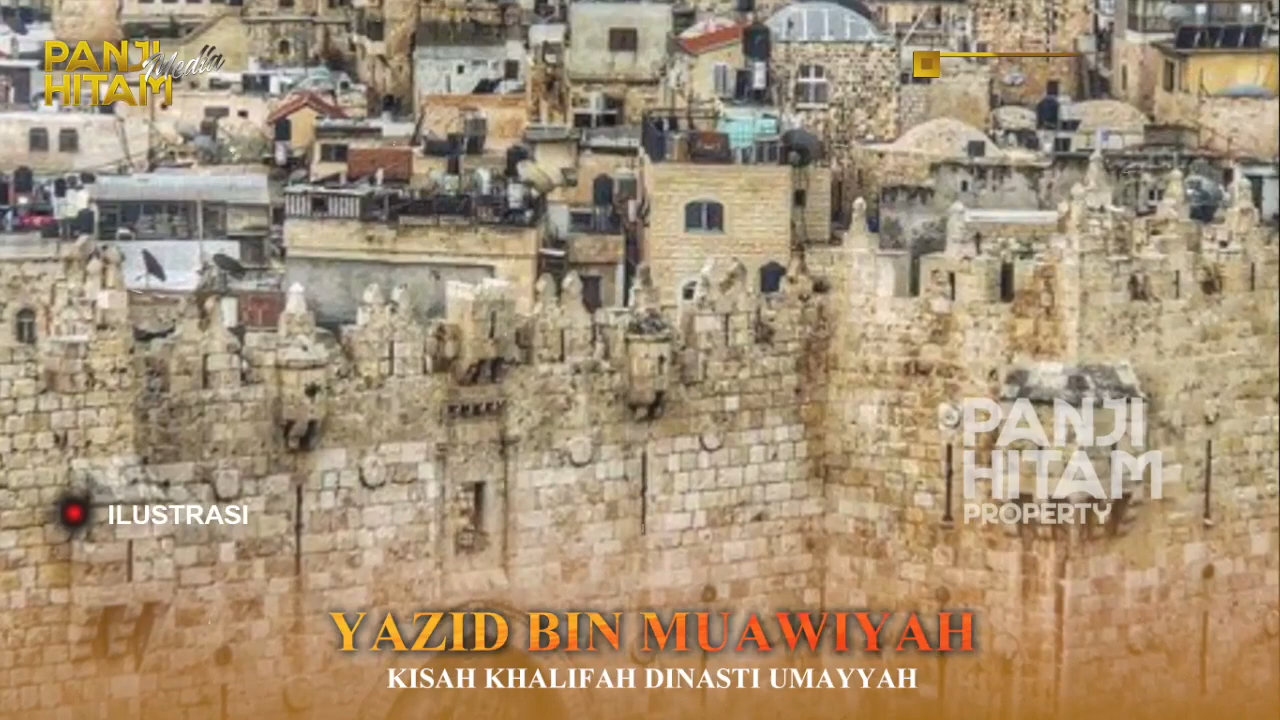 PANJI
HITAM
Media
PANJI
HITAM
PROPERTY
ILUSTRASI
YAZID BIN MUAWIYAH
KISAH KHALIFAH DINASTI UMAYYAH